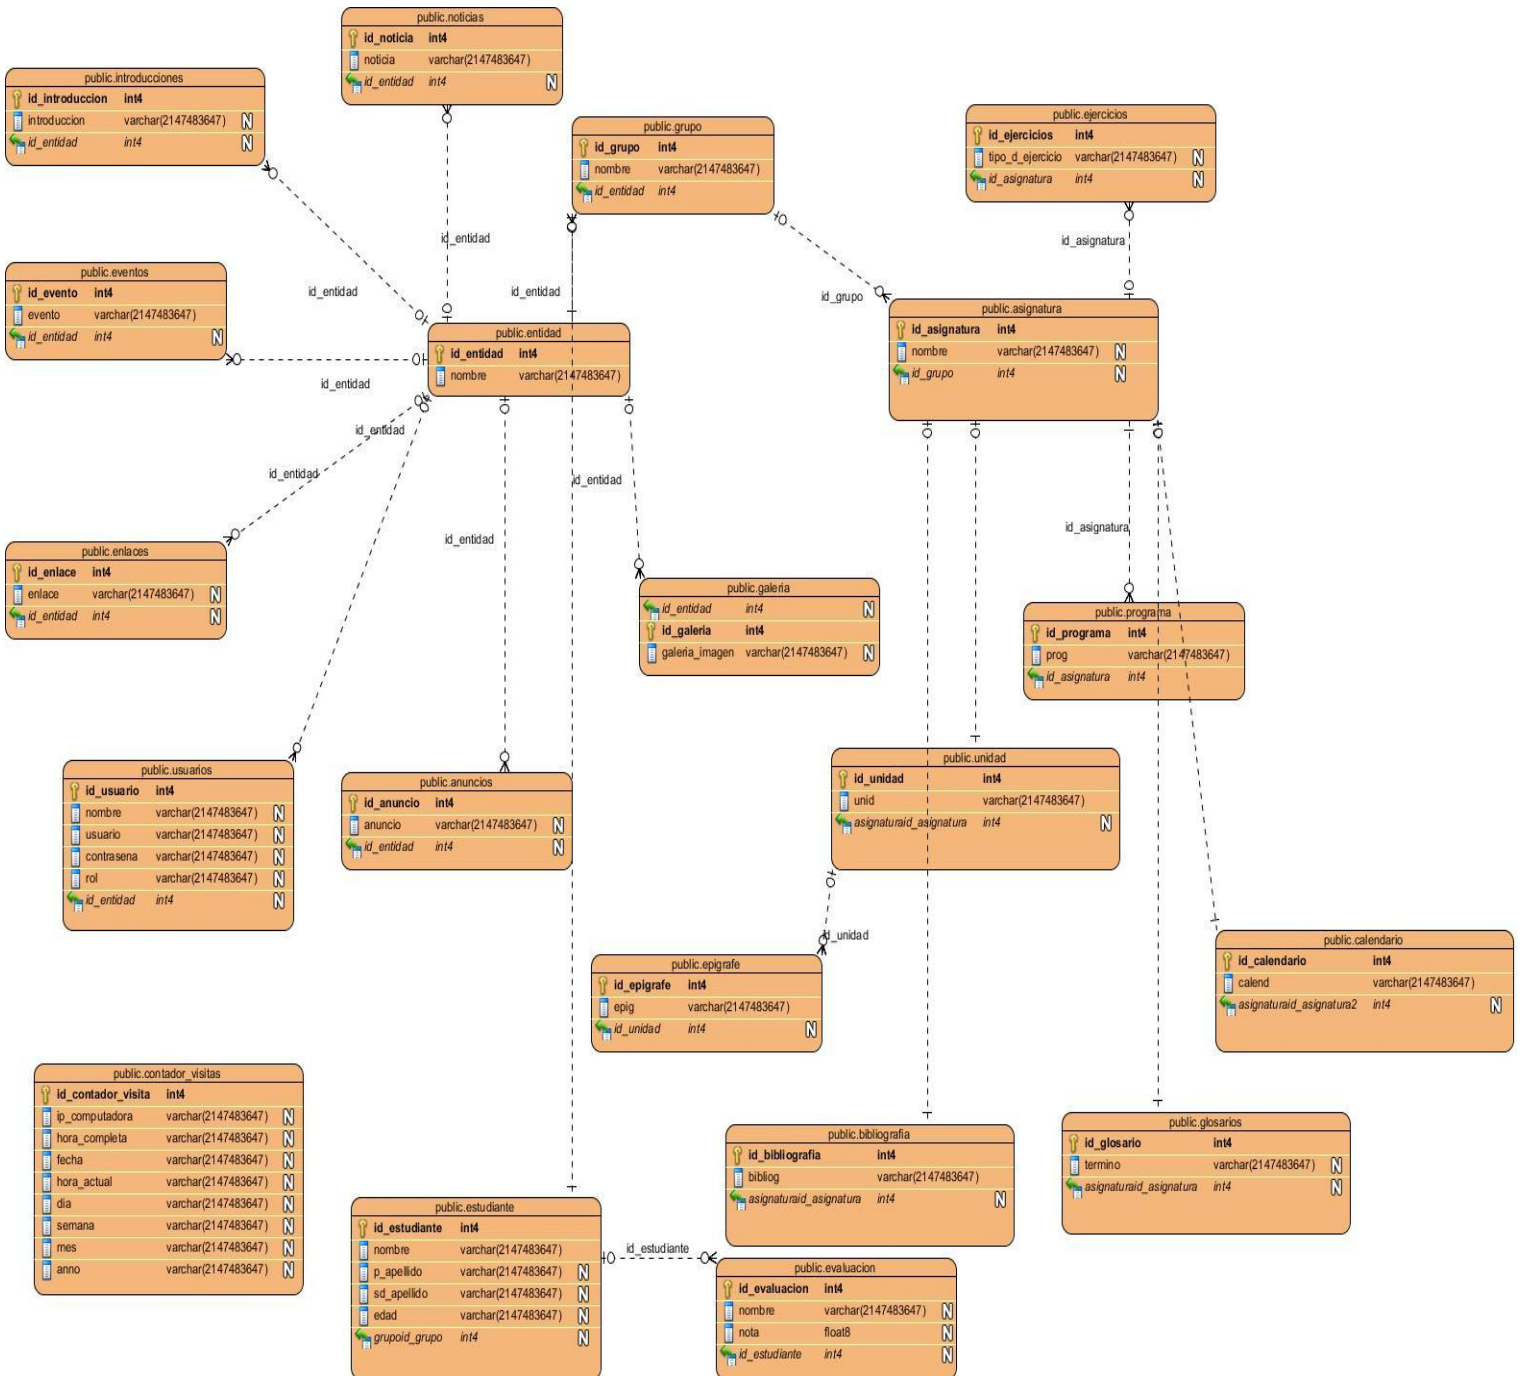 public.noticias
id_noticia int4
noticia varchar(2147483647)
id_entidad int4 N
public.introducciones
id_introduccion int4
introduccion varchar(2147483647) N
id_entidad int4 N
public.grupo
id_grupo int4
nombre varchar(2147483647)
id_entidad int4
public.ejercicios
id_ejercicios int4
tipo_d_ejercicio varchar(2147483647) N
id_asignatura int4 N
id_entidad
id_asignatura
public.eventos
id_evento int4
evento varchar(2147483647)
id_entidad int4 N
id_entidad
id_entidad
id_grupo
public.asignatura
id_asignatura int4
nombre varchar(2147483647) N
id_grupo int4 N
public.entidad
id_entidad int4
nombre varchar(2147483647)
id_entidad
id_entidad
id_entidad
id_entidad
id_entidad
id_asignatura
public.enlaces
id_enlace int4
enlace varchar(2147483647) N
id_entidad int4 N
public.galeria
id_entidad int4 N
id_galeria int4
galeria_imagen varchar(2147483647) N
public.programa
id_programa int4
prog varchar(2147483647)
id_asignatura int4
public.usuarios
id_usuario int4
nombre varchar(2147483647) N
usuario varchar(2147483647) N
contrasena varchar(2147483647) N
rol varchar(2147483647) N
id_entidad int4 N
public.anuncios
id_anuncio int4
anuncio varchar(2147483647) N
id_entidad int4 N
public.unidad
id_unidad int4
unid varchar(2147483647)
asignaturaid_asignatura int4 N
id_unidad
public.epigrafe
id_epigrafe int4
epig varchar(2147483647)
id_unidad int4 N
public.calendario
id_calendario int4
calend varchar(2147483647)
asignaturaid_asignatura2 int4 N
public.contador_visitas
id_contador_visita int4
ip_computadora varchar(2147483647) N
hora_completa varchar(2147483647) N
fecha varchar(2147483647) N
hora_actual varchar(2147483647) N
dia varchar(2147483647) N
semana varchar(2147483647) N
mes varchar(2147483647) N
anno varchar(2147483647) N
public.bibliografia
id_bibliografia int4
bibliog varchar(2147483647)
asignaturaid_asignatura int4 N
public.glosarios
id_glosario int4
termino varchar(2147483647) N
asignaturaid_asignatura int4 N
public.estudiante
id_estudiante int4
nombre varchar(2147483647)
p_apellido varchar(2147483647) N
sd_apellido varchar(2147483647) N
edad varchar(2147483647) N
grupoid_grupo int4 N
id_estudiante
public.evaluacion
id_evaluacion int4
nombre varchar(2147483647) N
nota float8 N
id_estudiante int4 N